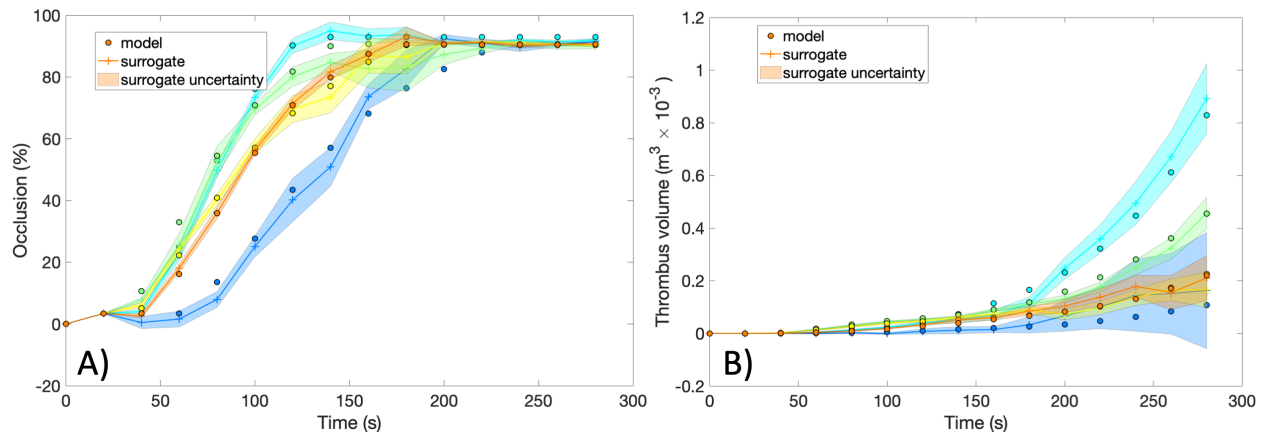 100
80
60
40
20
0
-20
Occlusion (%)
model
surrogate
surrogate uncertainty
A)
0
50
100
150
200
250
300
Time (s)
1.2
1
0.8
0.6
0.4
0.2
0
-0.2
Thrombus volume (m³ × 10⁻³)
model
surrogate
surrogate uncertainty
B)
0
50
100
150
200
250
300
Time (s)